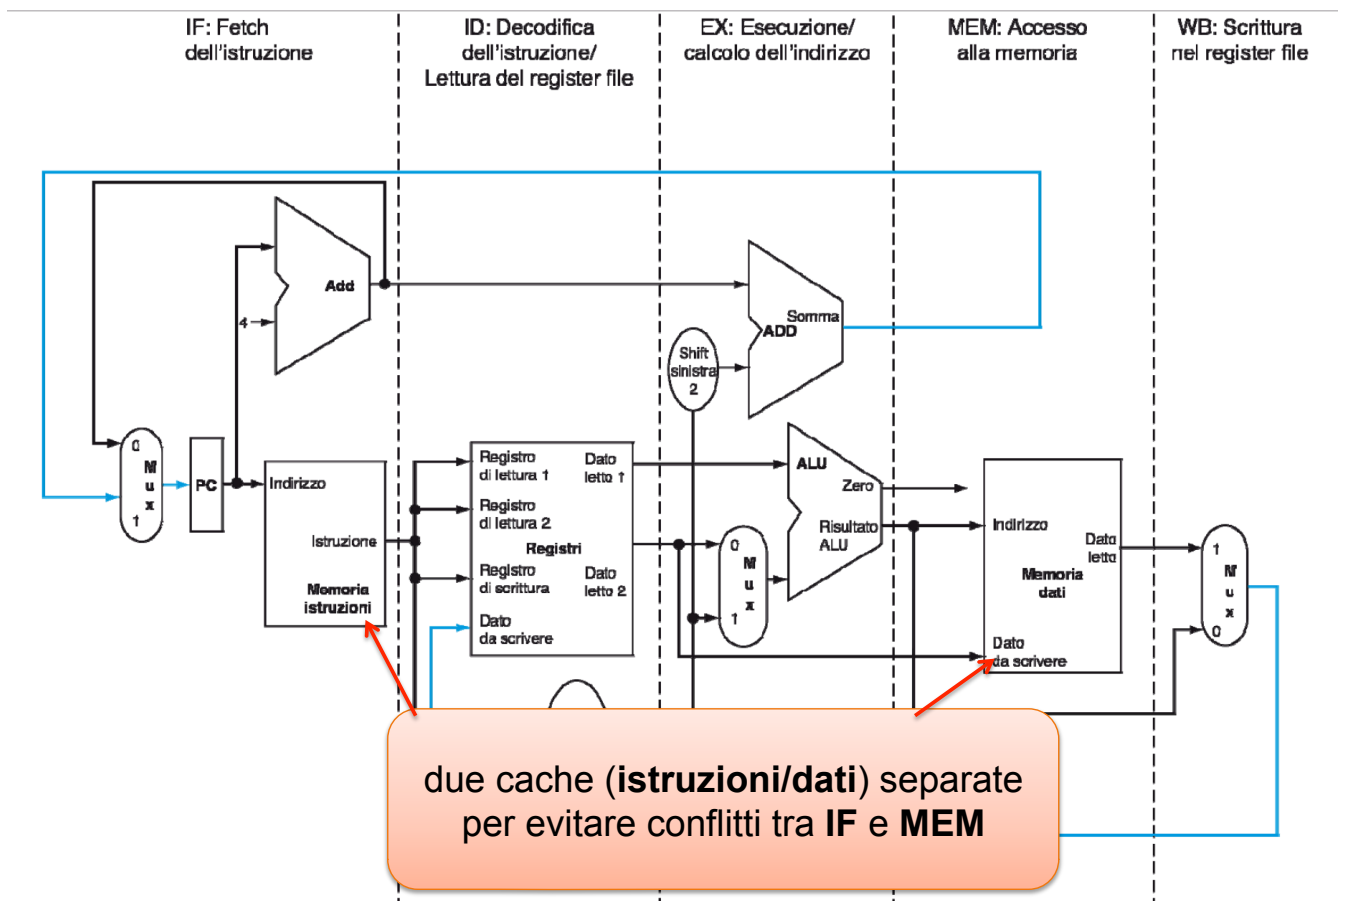 IF: Fetch
dell'istruzione
ID: Decodifica
dell'istruzione/
Lettura del register file
EX: Esecuzione/
calcolo dell'indirizzo
MEM: Accesso
alla memoria
WB: Scrittura
nel register file
Add
4
Somma
ADD
Shift
sinistra
2
0
M
u
x
1
PC
Indirizzo
Istruzione
Memoria
istruzioni
Registro
di lettura 1
Dato
letto 1
Registro
di lettura 2
Registri
Registro
di scrittura
Dato
letto 2
Dato
da scrivere
0
M
u
x
1
ALU
Zero
Risultato
ALU
Indirizzo
Dato
letto
Memoria
dati
Dato
da scrivere
1
M
u
x
0
due cache (istruzioni/dati) separate
per evitare conflitti tra IF e MEM